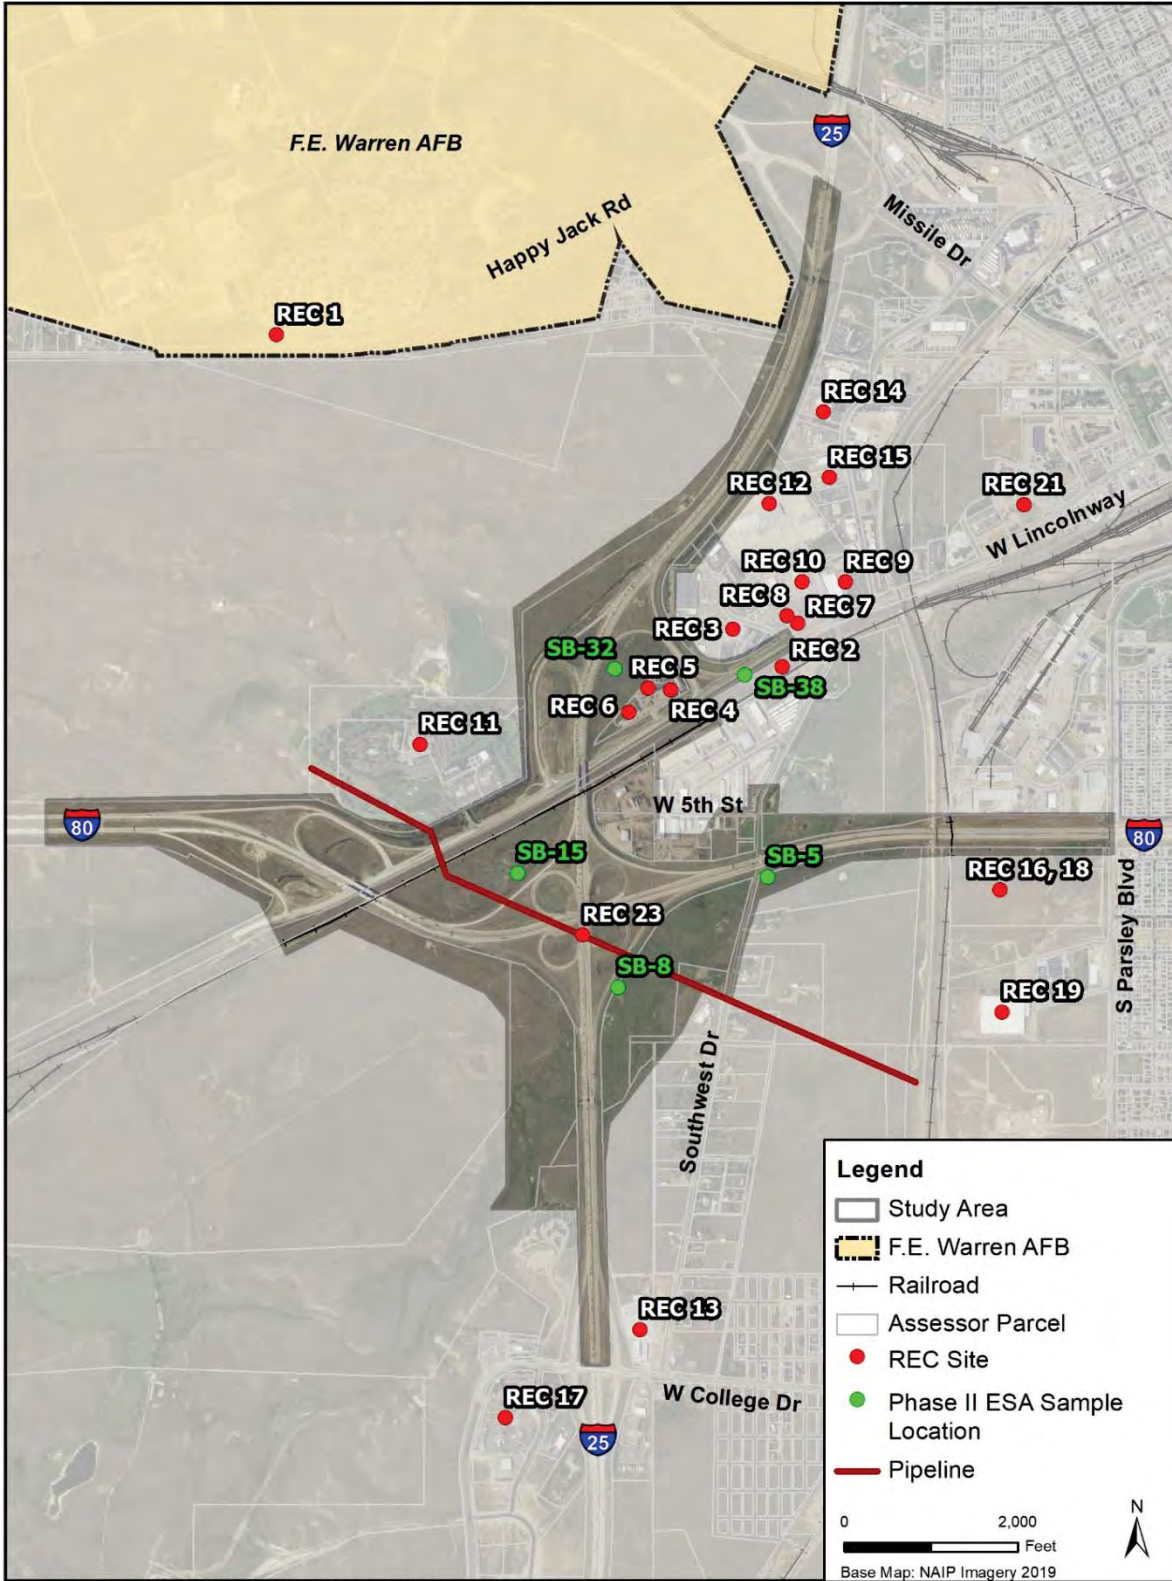 F.E. Warren AFB
25
Happy Jack Rd
Missile Dr
REC 1
REC 14
REC 15
REC 12
REC 21
W Lincolnway
REC 10
REC 9
REC 8
REC 7
REC 3
SB-32
REC 5
REC 2
SB-38
REC 6
REC 4
REC 11
W 5th St
80
80
SB-15
SB-5
REC 16, 18
REC 23
SB-8
S Parsley Blvd
REC 19
Southwest Dr
REC 13
W College Dr
REC 17
25
Legend
Study Area
F.E. Warren AFB
Railroad
Assessor Parcel
REC Site
Phase II ESA Sample
Location
Pipeline
N
0 2,000
Feet
Base Map: NAIP Imagery 2019